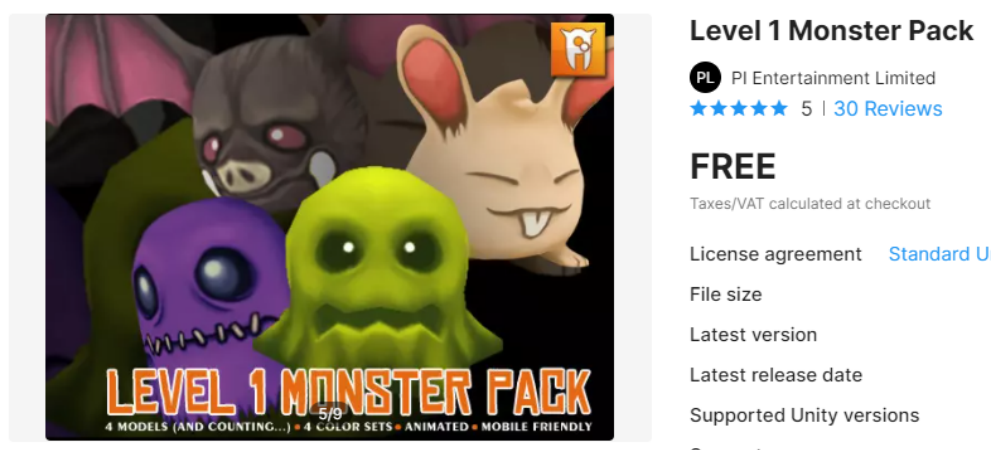 Level 1 Monster Pack
PL PI Entertainment Limited
5 | 30 Reviews
FREE
Taxes/VAT calculated at checkout
License agreement Standard U
File size
Latest version
Latest release date
Supported Unity versions
LEVEL 1 MONSTER PACK
5/9
4 MODELS (AND COUNTING...) • 4 COLOR SETS • ANIMATED • MOBILE FRIENDLY